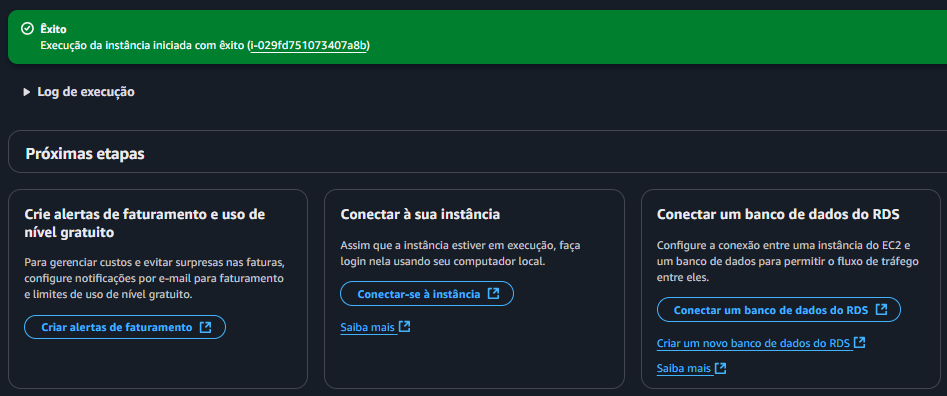 Êxito
Execução da instância iniciada com êxito (i-029fd751073407a8b)
Log de execução
Próximas etapas
Crie alertas de faturamento e uso de
nível gratuito
Para gerenciar custos e evitar surpresas nas faturas,
configure notificações por e-mail para faturamento
e limites de uso de nível gratuito.
Criar alertas de faturamento
Conectar à sua instância
Assim que a instância estiver em execução, faça
login nela usando seu computador local.
Conectar-se à instância
Saiba mais
Conectar um banco de dados do RDS
Configure a conexão entre uma instância do EC2 e
um banco de dados para permitir o fluxo de tráfego
entre eles.
Conectar um banco de dados do RDS
Criar um novo banco de dados do RDS
Saiba mais